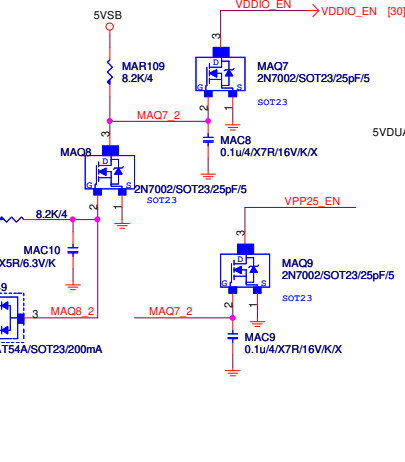 VDDIO_EN
VDDIO_EN [30]
5VSB
3
D
MAR109
8.2K/4
MAQ7
2N7002/SOT23/25pF/5
G S
SOT23
2 1
MAQ7_2
3
MAC8
0.1u/4/X7R/16V/K/X
5VDUA
MAQ8
D
G S
2N7002/SOT23/25pF/5
SOT23
2 1
8.2K/4
VPP25_EN
3
MAC10
X5R/6.3V/K
D
MAQ9
2N7002/SOT23/25pF/5
G S
SOT23
9
2 1
3
MAQ8_2
MAQ7_2
MAC9
0.1u/4/X7R/16V/K/X
AT54A/SOT23/200mA